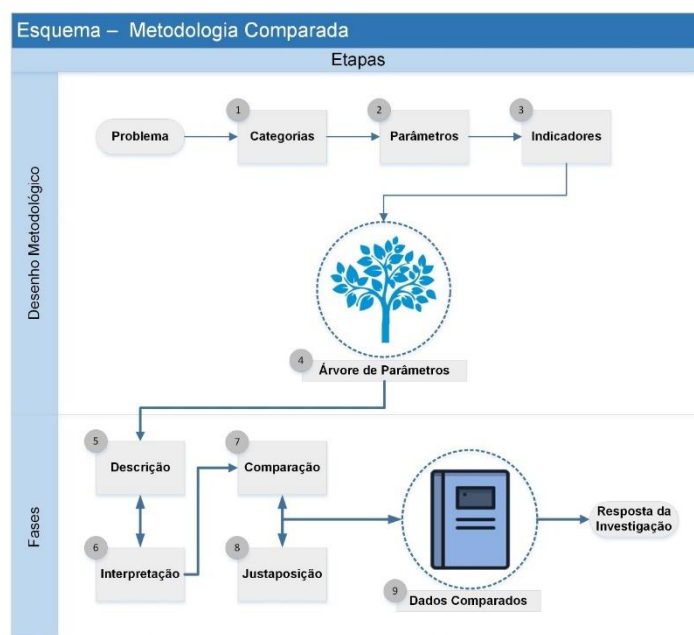 Esquema – Metodologia Comparada
Etapas
Desenho Metodológico
Problema
1
Categorias
2
Parâmetros
3
Indicadores
4
Árvore de Parâmetros
Fases
5
Descrição
6
Interpretação
7
Comparação
8
Justaposição
9
Dados Comparados
Resposta da
Investigação